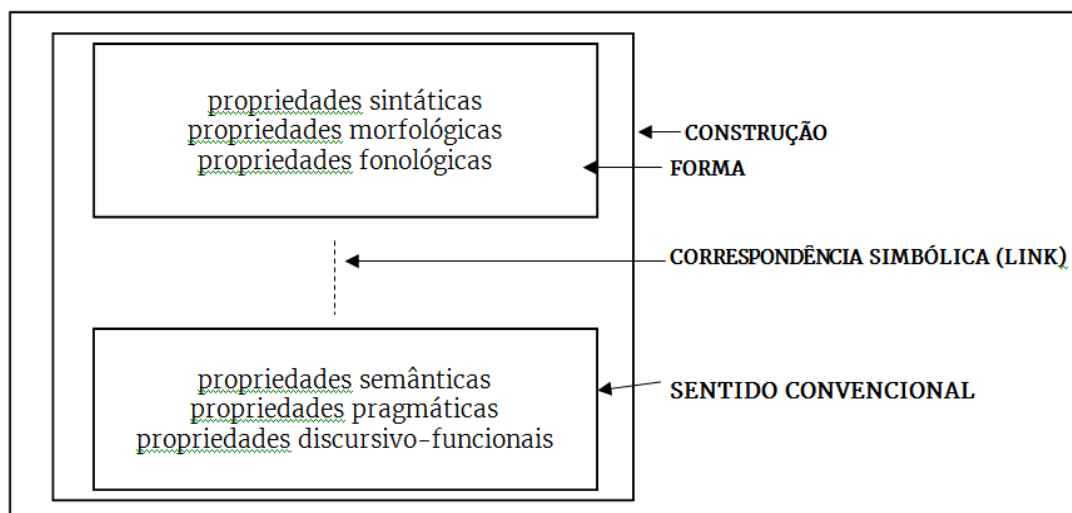 propriedades sintáticas
propriedades morfológicas
propriedades fonológicas
CONSTRUÇÃO
FORMA
CORRESPONDÊNCIA SIMBÓLICA (LINK)
propriedades semânticas
propriedades pragmáticas
propriedades discursivo-funcionais
SENTIDO CONVENCIONAL